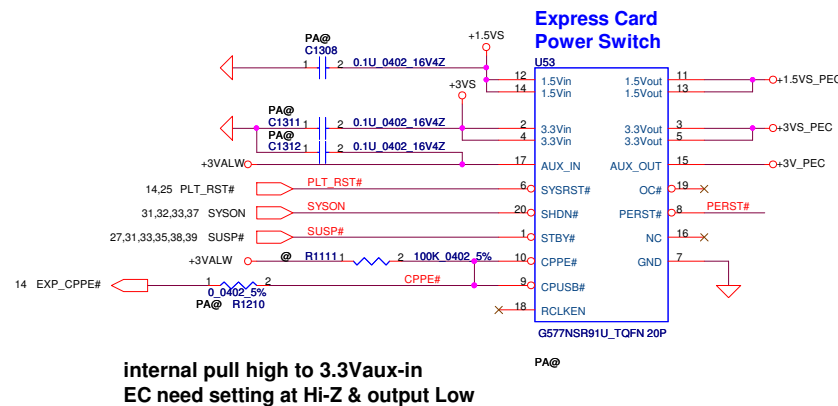 Express Card
Power Switch
PA@
C1308
+1.5VS
U53
1 2 0.1U_0402_16V4Z
12 1.5Vin 1.5Vout 11 +1.5VS_PEC
14 1.5Vin 1.5Vout 13
+3VS
PA@
C1311 1 2 0.1U_0402_16V4Z
2 3.3Vin 3.3Vout 3 +3VS_PEC
PA@
4 3.3Vin 3.3Vout 5
C1312 1 2 0.1U_0402_16V4Z
+3VALW 17 AUX_IN AUX_OUT 15 +3V_PEC
14,25 PLT_RST# PLT_RST# 6 SYSRST# OC# 19
31,32,33,37 SYSON SYSON 20 SHDN# PERST# 8 PERST#
27,31,33,35,38,39 SUSP# SUSP# 1 STBY# NC 16
+3VALW @ R1111 1 2 100K_0402_5% 10 CPPE# GND 7
14 EXP_CPPE# 1 2 CPPE# 9 CPUSB#
0_0402_5%
PA@ R1210
18 RCLKEN
G577NSR91U_TQFN 20P
PA@
internal pull high to 3.3Vaux-in
EC need setting at Hi-Z & output Low